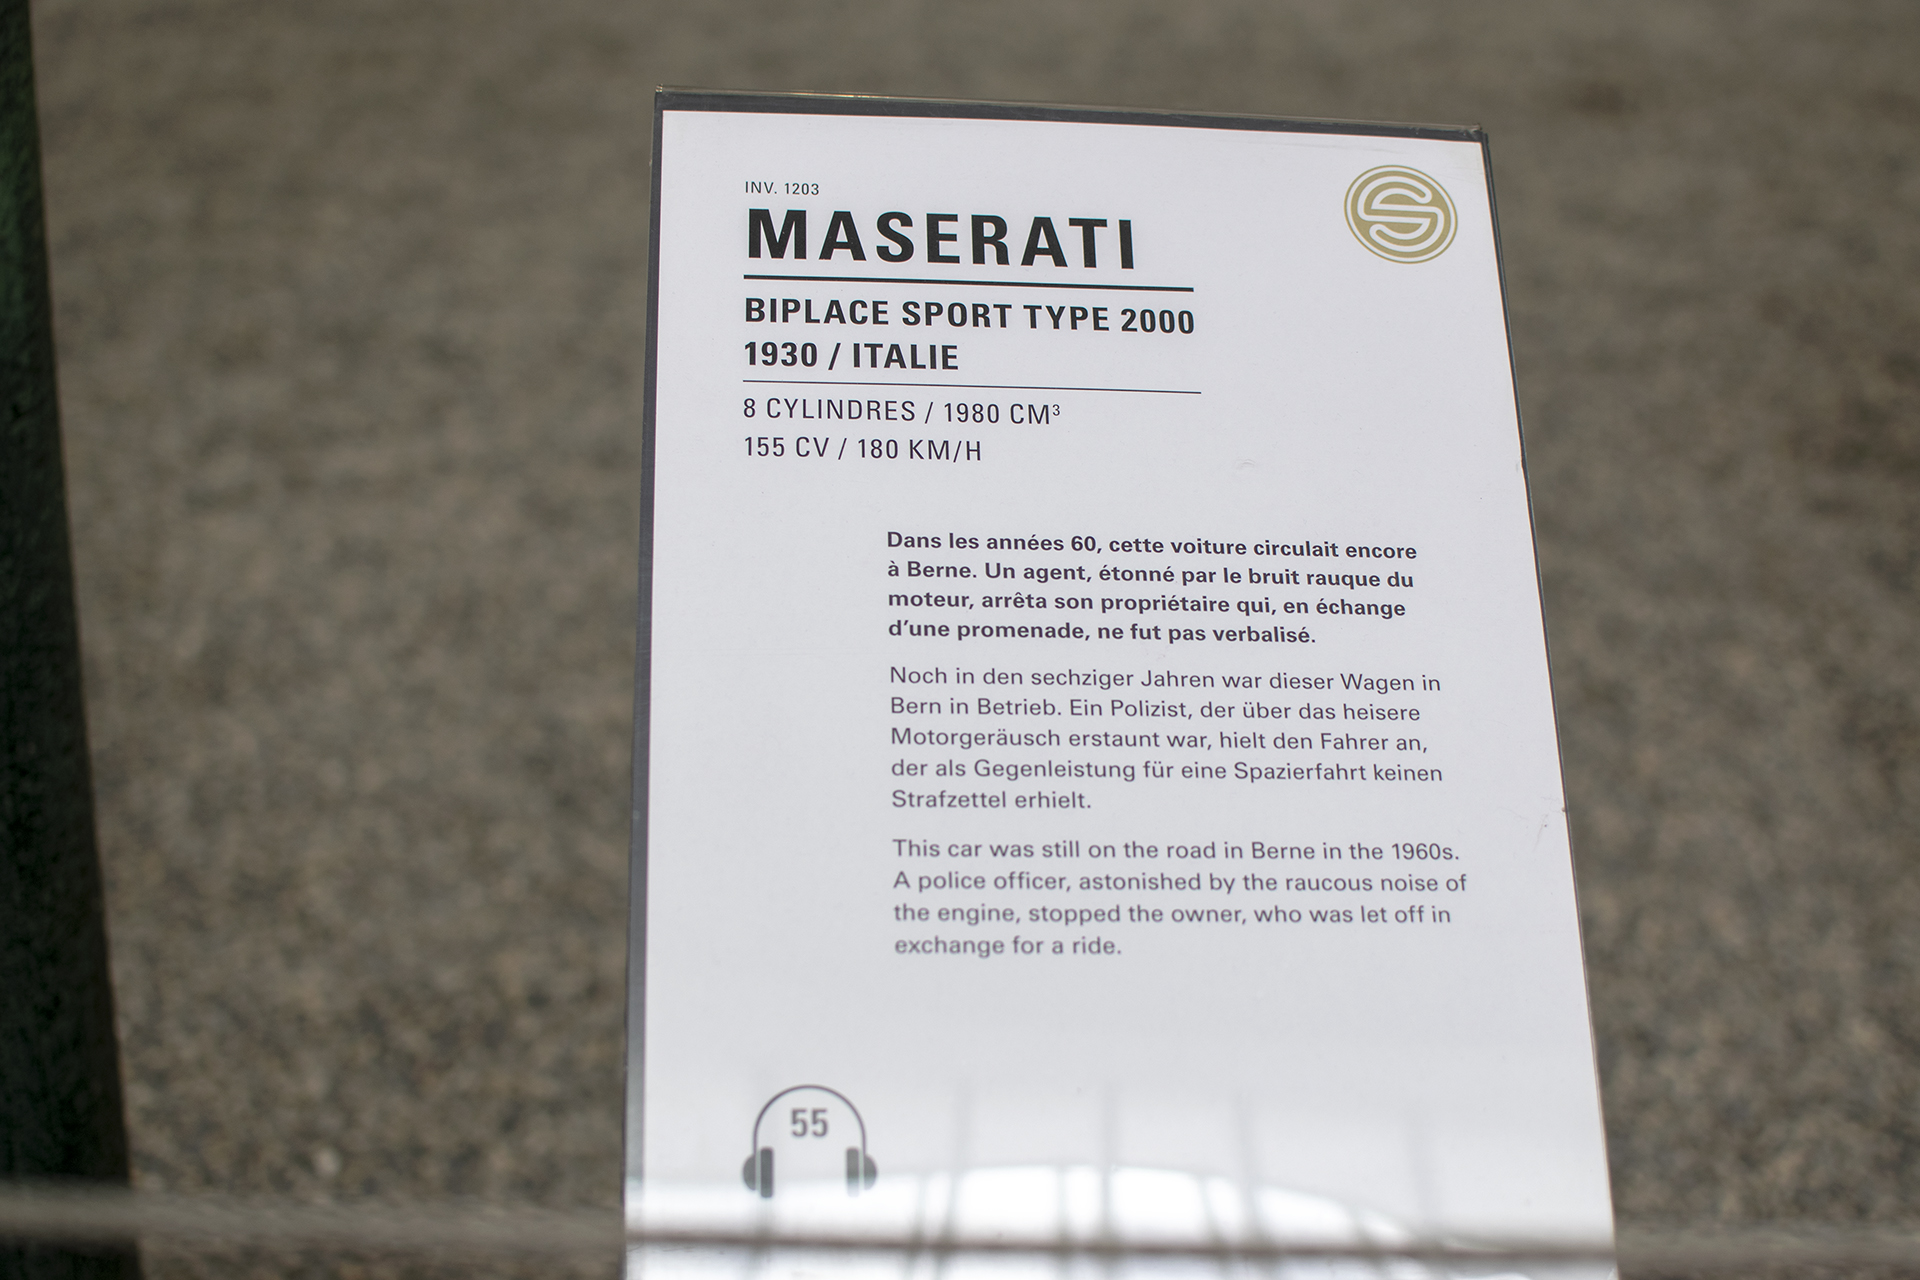 INV. 1203
MASERATI
BIPLACE SPORT TYPE 2000
1930 / ITALIE
8 CYLINDRES / 1980 CM³
155 CV / 180 KM/H
Dans les années 60, cette voiture circulait encore
à Berne. Un agent, étonné par le bruit rauque du
moteur, arrêta son propriétaire qui, en échange
d’une promenade, ne fut pas verbalisé.
Noch in den sechziger Jahren war dieser Wagen in
Bern in Betrieb. Ein Polizist, der über das heisere
Motorgeräusch erstaunt war, hielt den Fahrer an,
der als Gegenleistung für eine Spazierfahrt keinen
Strafzettel erhielt.
This car was still on the road in Berne in the 1960s.
A police officer, astonished by the raucous noise of
the engine, stopped the owner, who was let off in
exchange for a ride.
55